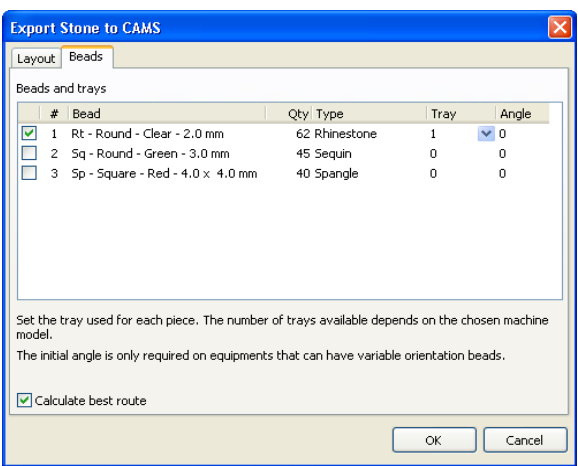 Export Stone to CAMS
Layout Beads
Beads and trays
# Bead Qty Type Tray Angle
1 Rt - Round - Clear - 2.0 mm 62 Rhinestone 1 0
2 Sq - Round - Green - 3.0 mm 45 Sequin 0 0
3 Sp - Square - Red - 4.0 x 4.0 mm 40 Spangle 0 0
Set the tray used for each piece. The number of trays available depends on the chosen machine
model.
The initial angle is only required on equipments that can have variable orientation beads.
Calculate best route
OK Cancel